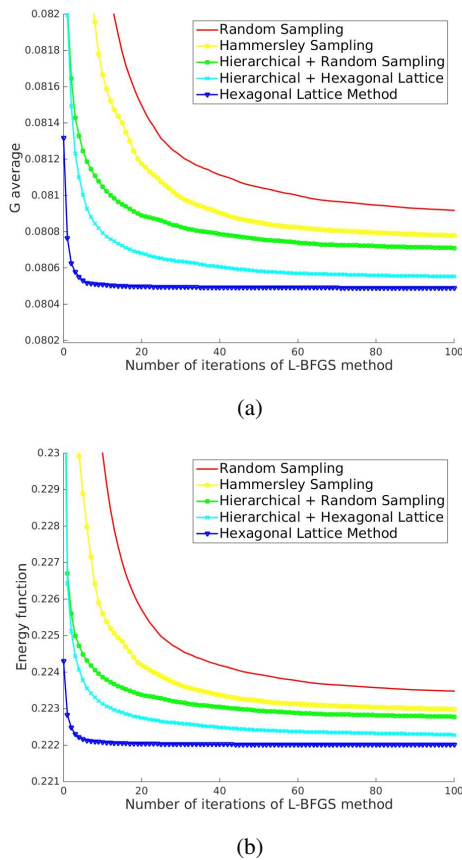 0.082
0.0818
0.0816
0.0814
0.0812
0.081
0.0808
0.0806
0.0804
0.0802
G average
Random Sampling
Hammersley Sampling
Hierarchical + Random Sampling
Hierarchical + Hexagonal Lattice
Hexagonal Lattice Method
0 20 40 60 80 100
Number of iterations of L-BFGS method
(a)
0.23
0.229
0.228
0.227
0.226
0.225
0.224
0.223
0.222
0.221
Energy function
Random Sampling
Hammersley Sampling
Hierarchical + Random Sampling
Hierarchical + Hexagonal Lattice
Hexagonal Lattice Method
0 20 40 60 80 100
Number of iterations of L-BFGS method
(b)